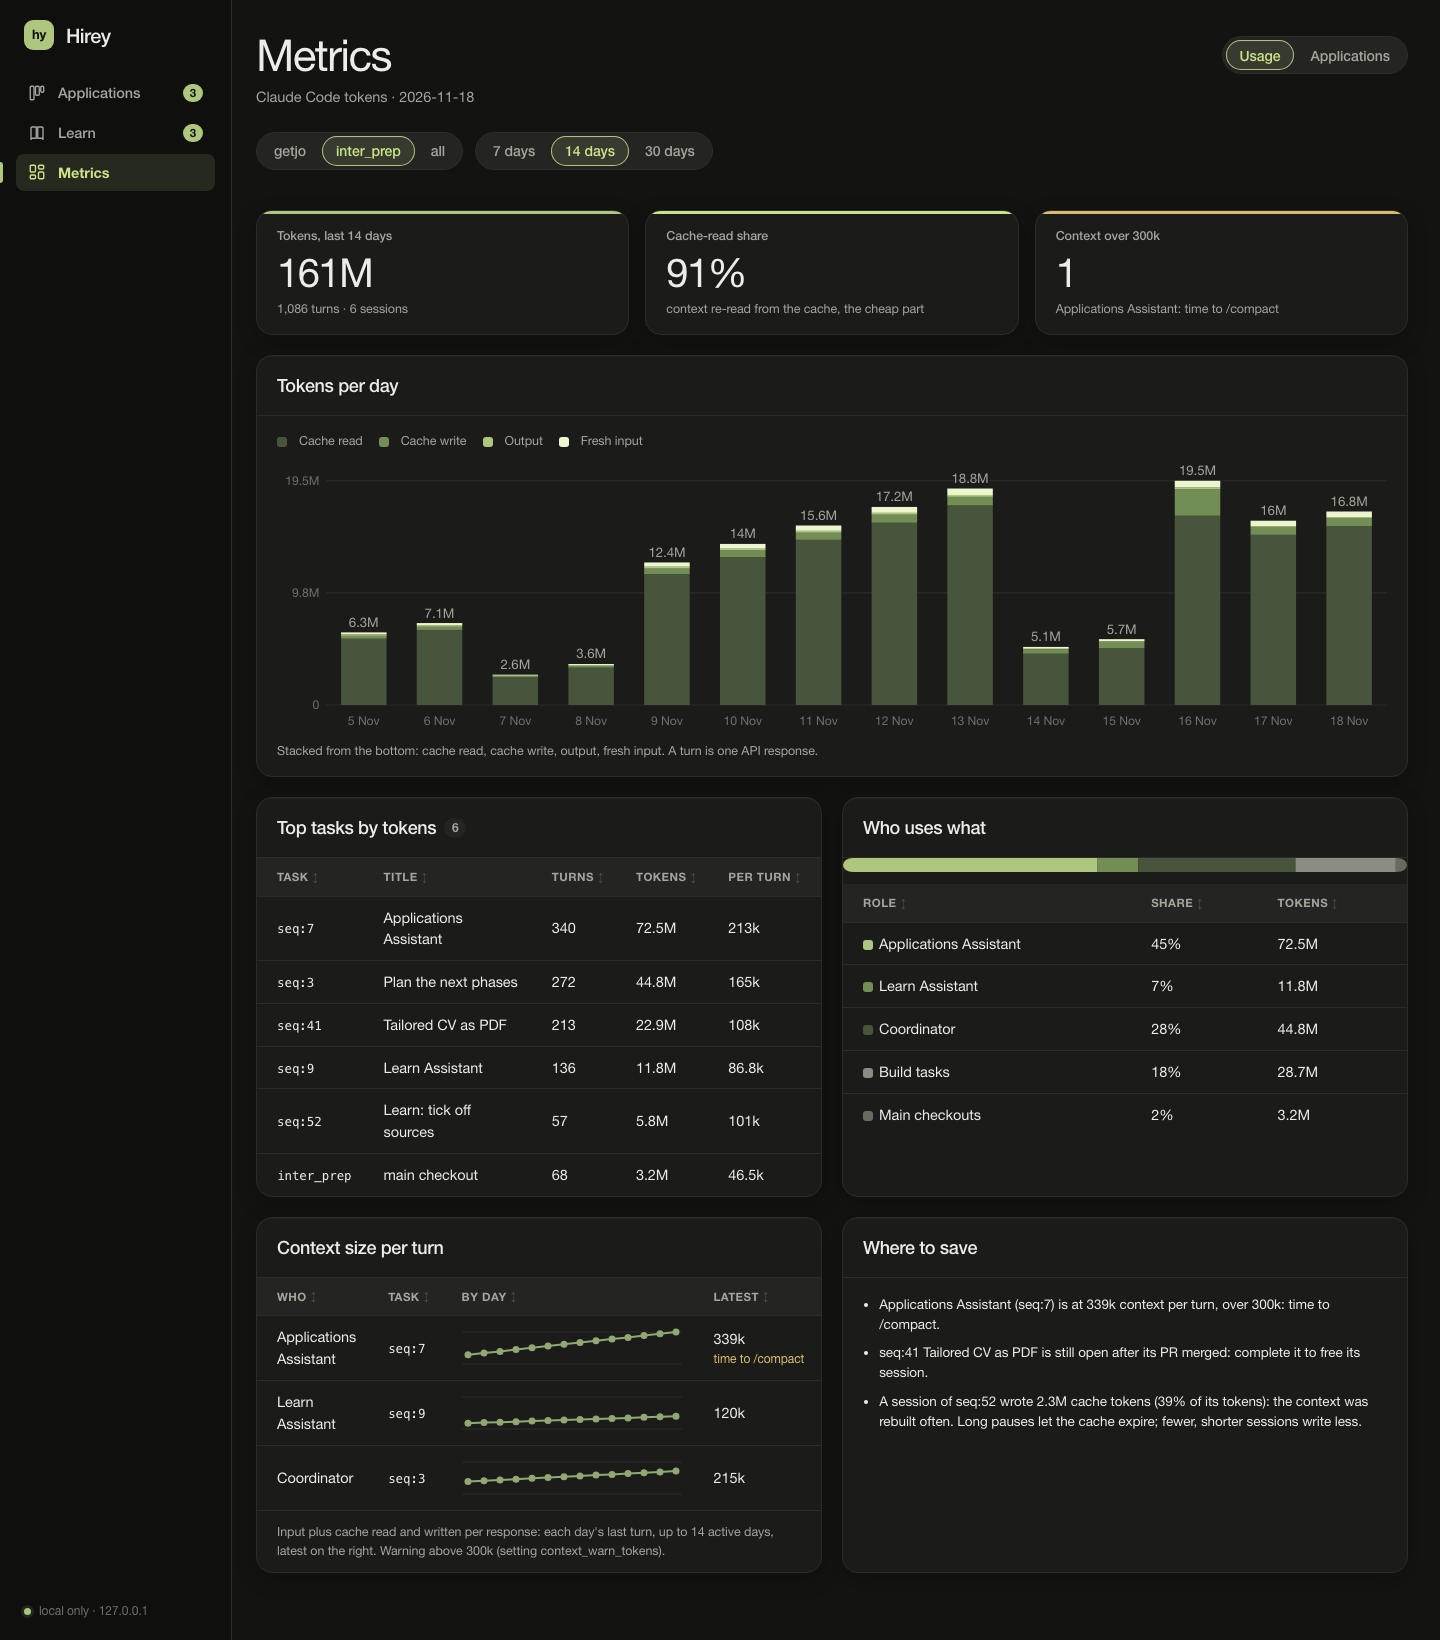 hy Hirey
Applications 3
Learn 3
Metrics
Metrics
Claude Code tokens · 2026-11-18
Usage Applications
getjo inter_prep all 7 days 14 days 30 days
Tokens, last 14 days
161M
1,086 turns · 6 sessions
Cache-read share
91%
context re-read from the cache, the cheap part
Context over 300k
1
Applications Assistant: time to /compact
Tokens per day
Cache read Cache write Output Fresh input
19.5M
9.8M
0
6.3M 7.1M 2.6M 3.6M 12.4M 14M 15.6M 17.2M 18.8M 5.1M 5.7M 19.5M 16M 16.8M
5 Nov 6 Nov 7 Nov 8 Nov 9 Nov 10 Nov 11 Nov 12 Nov 13 Nov 14 Nov 15 Nov 16 Nov 17 Nov 18 Nov
Stacked from the bottom: cache read, cache write, output, fresh input. A turn is one API response.
Top tasks by tokens 6
TASK TITLE TURNS TOKENS PER TURN
seq:7 Applications Assistant 340 72.5M 213k
seq:3 Plan the next phases 272 44.8M 165k
seq:41 Tailored CV as PDF 213 22.9M 108k
seq:9 Learn Assistant 136 11.8M 86.8k
seq:52 Learn: tick off sources 57 5.8M 101k
inter_prep main checkout 68 3.2M 46.5k
Who uses what
ROLE SHARE TOKENS
Applications Assistant 45% 72.5M
Learn Assistant 7% 11.8M
Coordinator 28% 44.8M
Build tasks 18% 28.7M
Main checkouts 2% 3.2M
Context size per turn
WHO TASK BY DAY LATEST
Applications Assistant seq:7 339k
time to /compact
Learn Assistant seq:9 120k
Coordinator seq:3 215k
Input plus cache read and written per response: each day's last turn, up to 14 active days,
latest on the right. Warning above 300k (setting context_warn_tokens).
Where to save
• Applications Assistant (seq:7) is at 339k context per turn, over 300k: time to
/compact.
• seq:41 Tailored CV as PDF is still open after its PR merged: complete it to free its
session.
• A session of seq:52 wrote 2.3M cache tokens (39% of its tokens): the context was
rebuilt often. Long pauses let the cache expire; fewer, shorter sessions write less.
local only · 127.0.0.1